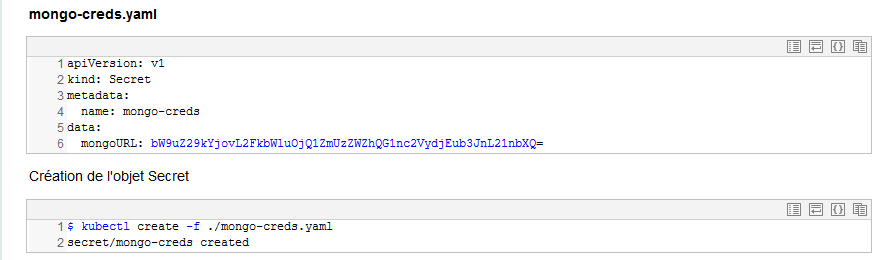 mongo-creds.yaml
1 apiVersion: v1
2 kind: Secret
3 metadata:
4   name: mongo-creds
5 data:
6   mongoURL: bW9uZ29kYjovL2FkbWluOjQ1ZmUzZWZhQG1nc2VydjEub3JnL21nbXQ=
Création de l'objet Secret
1 $ kubectl create -f ./mongo-creds.yaml
2 secret/mongo-creds created